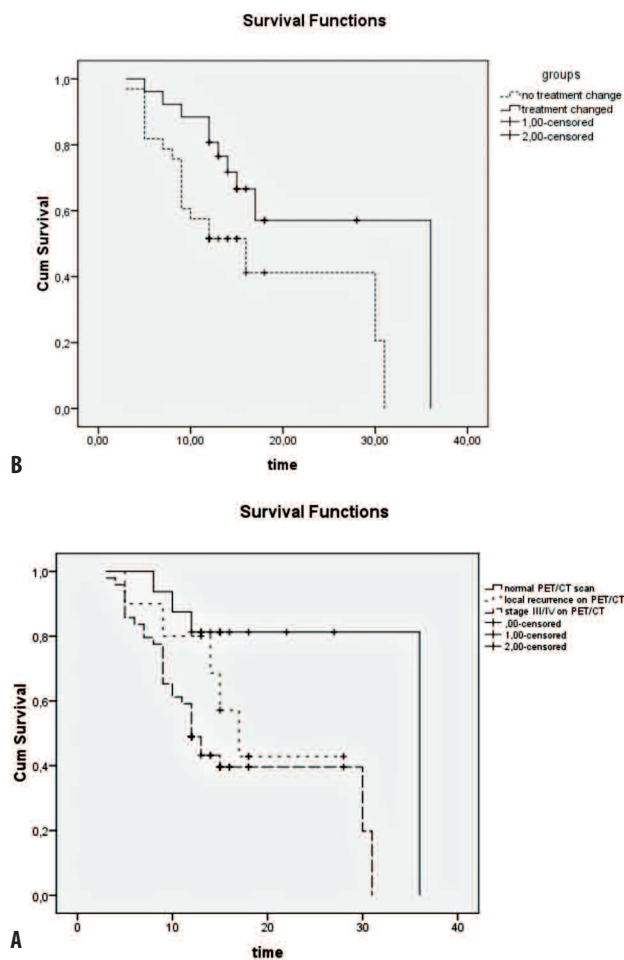 Survival Functions
groups
no treatment change
treatment changed
1,00-censored
2,00-censored
Cum Survival
1,0
0,8
0,6
0,4
0,2
0,0
0,00 10,00 20,00 30,00 40,00
time
B
Survival Functions
normal PET/CT scan
local recurrence on PET/CT
stage III/IV on PET/CT
,00-censored
1,00-censored
2,00-censored
Cum Survival
1,0
0,8
0,6
0,4
0,2
0,0
0 10 20 40
time
A